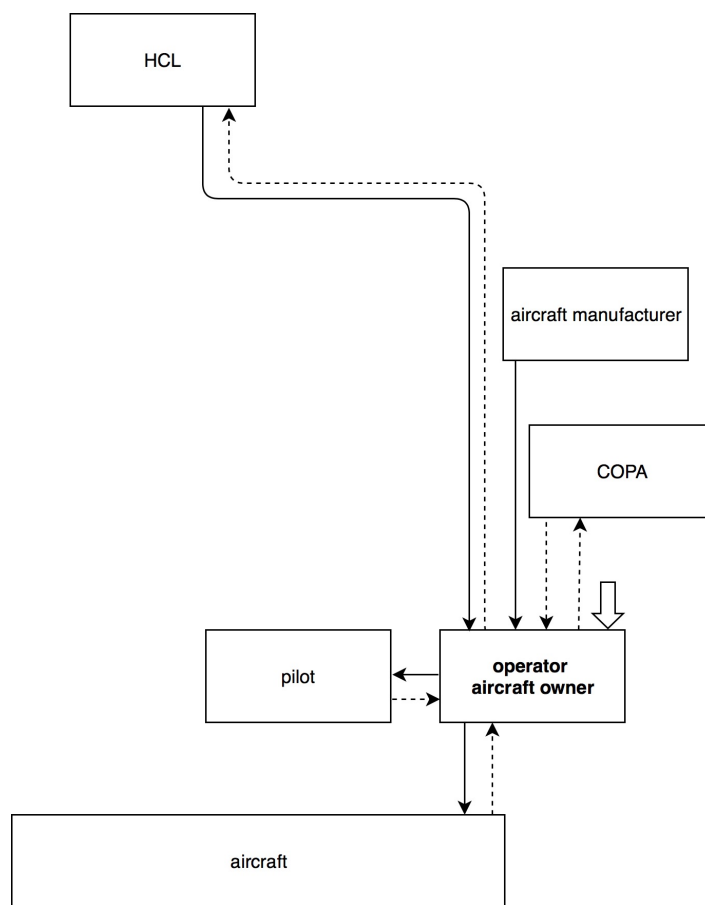 HCL
aircraft manufacturer
COPA
pilot
operator
aircraft owner
aircraft